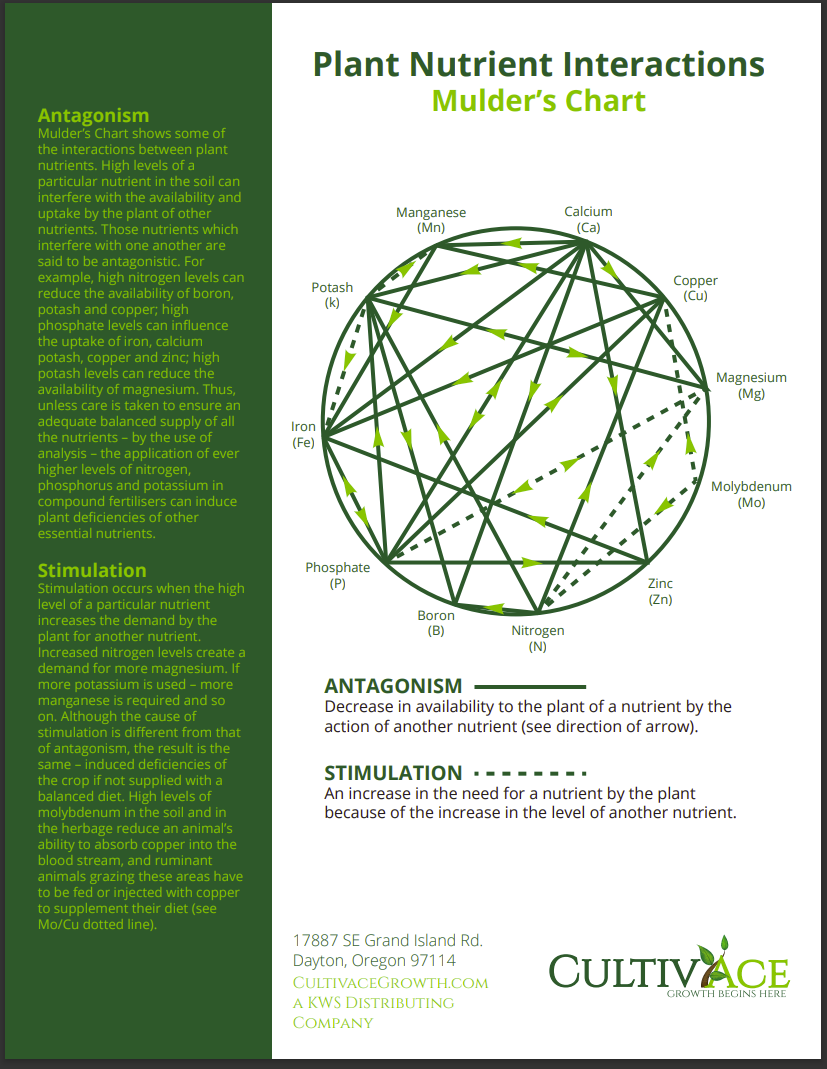 Plant Nutrient Interactions
Mulder's Chart
Antagonism
Mulder's Chart shows some of
the interactions between plant
nutrients. High levels of a
particular nutrient in the soil can
interfere with the availability and
uptake by the plant of other
nutrients. Those nutrients which
interfere with one another are
said to be antagonistic. For
example, high nitrogen levels can
reduce the availability of boron,
potash and copper; high
phosphate levels can influence
the uptake of iron, calcium
potash, copper and zinc; high
potash levels can reduce the
availability of magnesium. Thus,
unless care is taken to ensure an
adequate balanced supply of all
the nutrients – by the use of
analysis – the application of ever
higher levels of nitrogen,
phosphorus and potassium in
compound fertilisers can induce
plant deficiencies of other
essential nutrients.
Stimulation
Stimulation occurs when the high
level of a particular nutrient
increases the demand by the
plant for another nutrient.
Increased nitrogen levels create a
demand for more magnesium. If
more potassium is used – more
manganese is required and so
on. Although the cause of
stimulation is different from that
of antagonism, the result is the
same – induced deficiencies of
the crop if not supplied with a
balanced diet. High levels of
molybdenum in the soil and in
the herbage reduce an animal's
ability to absorb copper into the
blood stream, and ruminant
animals grazing these areas have
to be fed or injected with copper
to supplement their diet (see
Mo/Cu dotted line).
Manganese
(Mn)
Calcium
(Ca)
Copper
(Cu)
Potash
(k)
Magnesium
(Mg)
Iron
(Fe)
Molybdenum
(Mo)
Phosphate
(P)
Zinc
(Zn)
Boron
(B)
Nitrogen
(N)
ANTAGONISM
Decrease in availability to the plant of a nutrient by the
action of another nutrient (see direction of arrow).
STIMULATION
An increase in the need for a nutrient by the plant
because of the increase in the level of another nutrient.
17887 SE Grand Island Rd.
Dayton, Oregon 97114
CultivaceGrowth.com
a KWS Distributing
Company
CULTIVACE
GROWTH BEGINS HERE